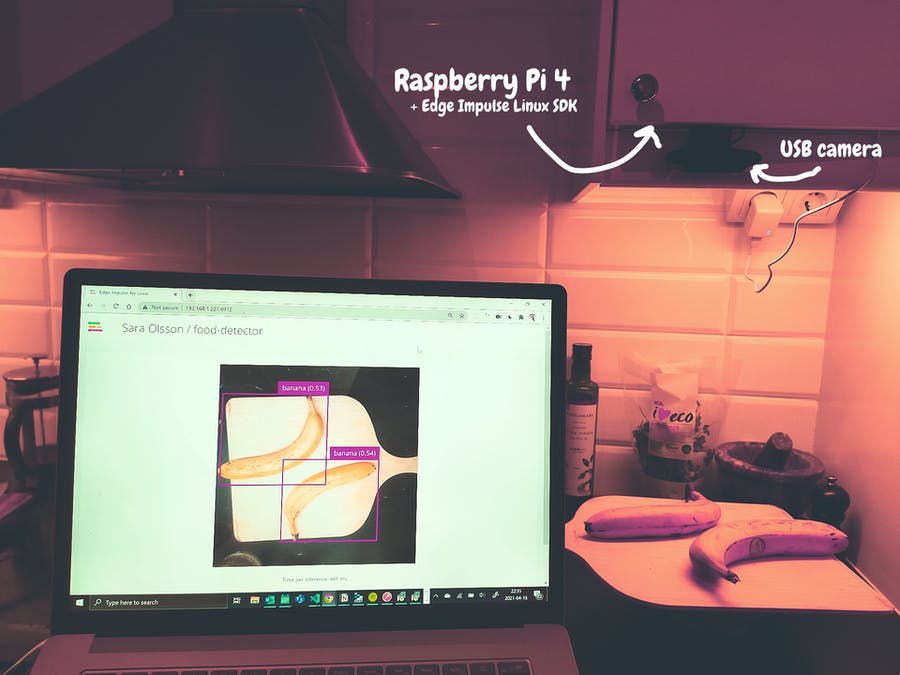 Raspberry Pi 4
+ Edge Impulse Linux SDK
USB camera
Edge Impulse for Linux
Not secure | 192.168.1.221:4912
Sara Olsson / food-detector
banana (0.53)
banana (0.54)
Time per inference: 441 ms
Type here to search
22:35
2021-04-15
i eco